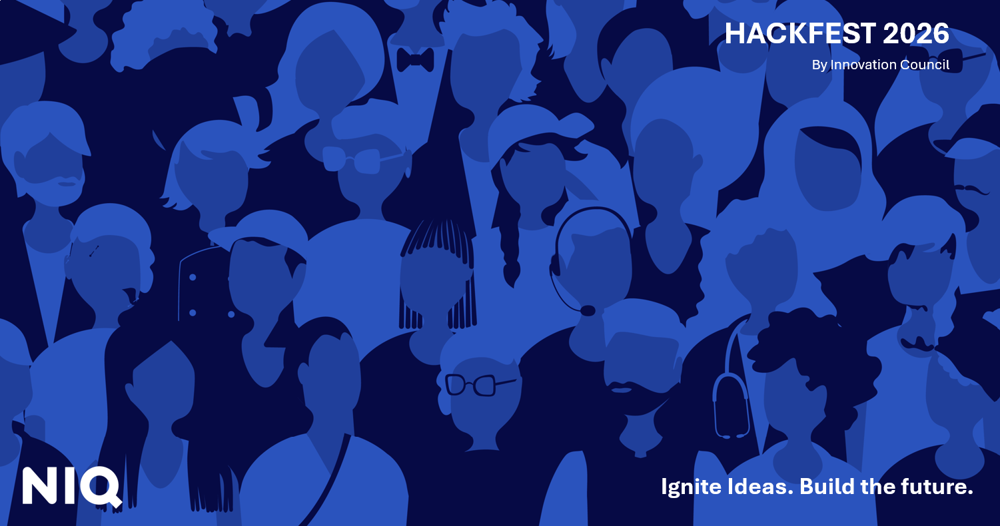 HACKFEST 2026
By Innovation Council
NIQ
Ignite Ideas. Build the future.